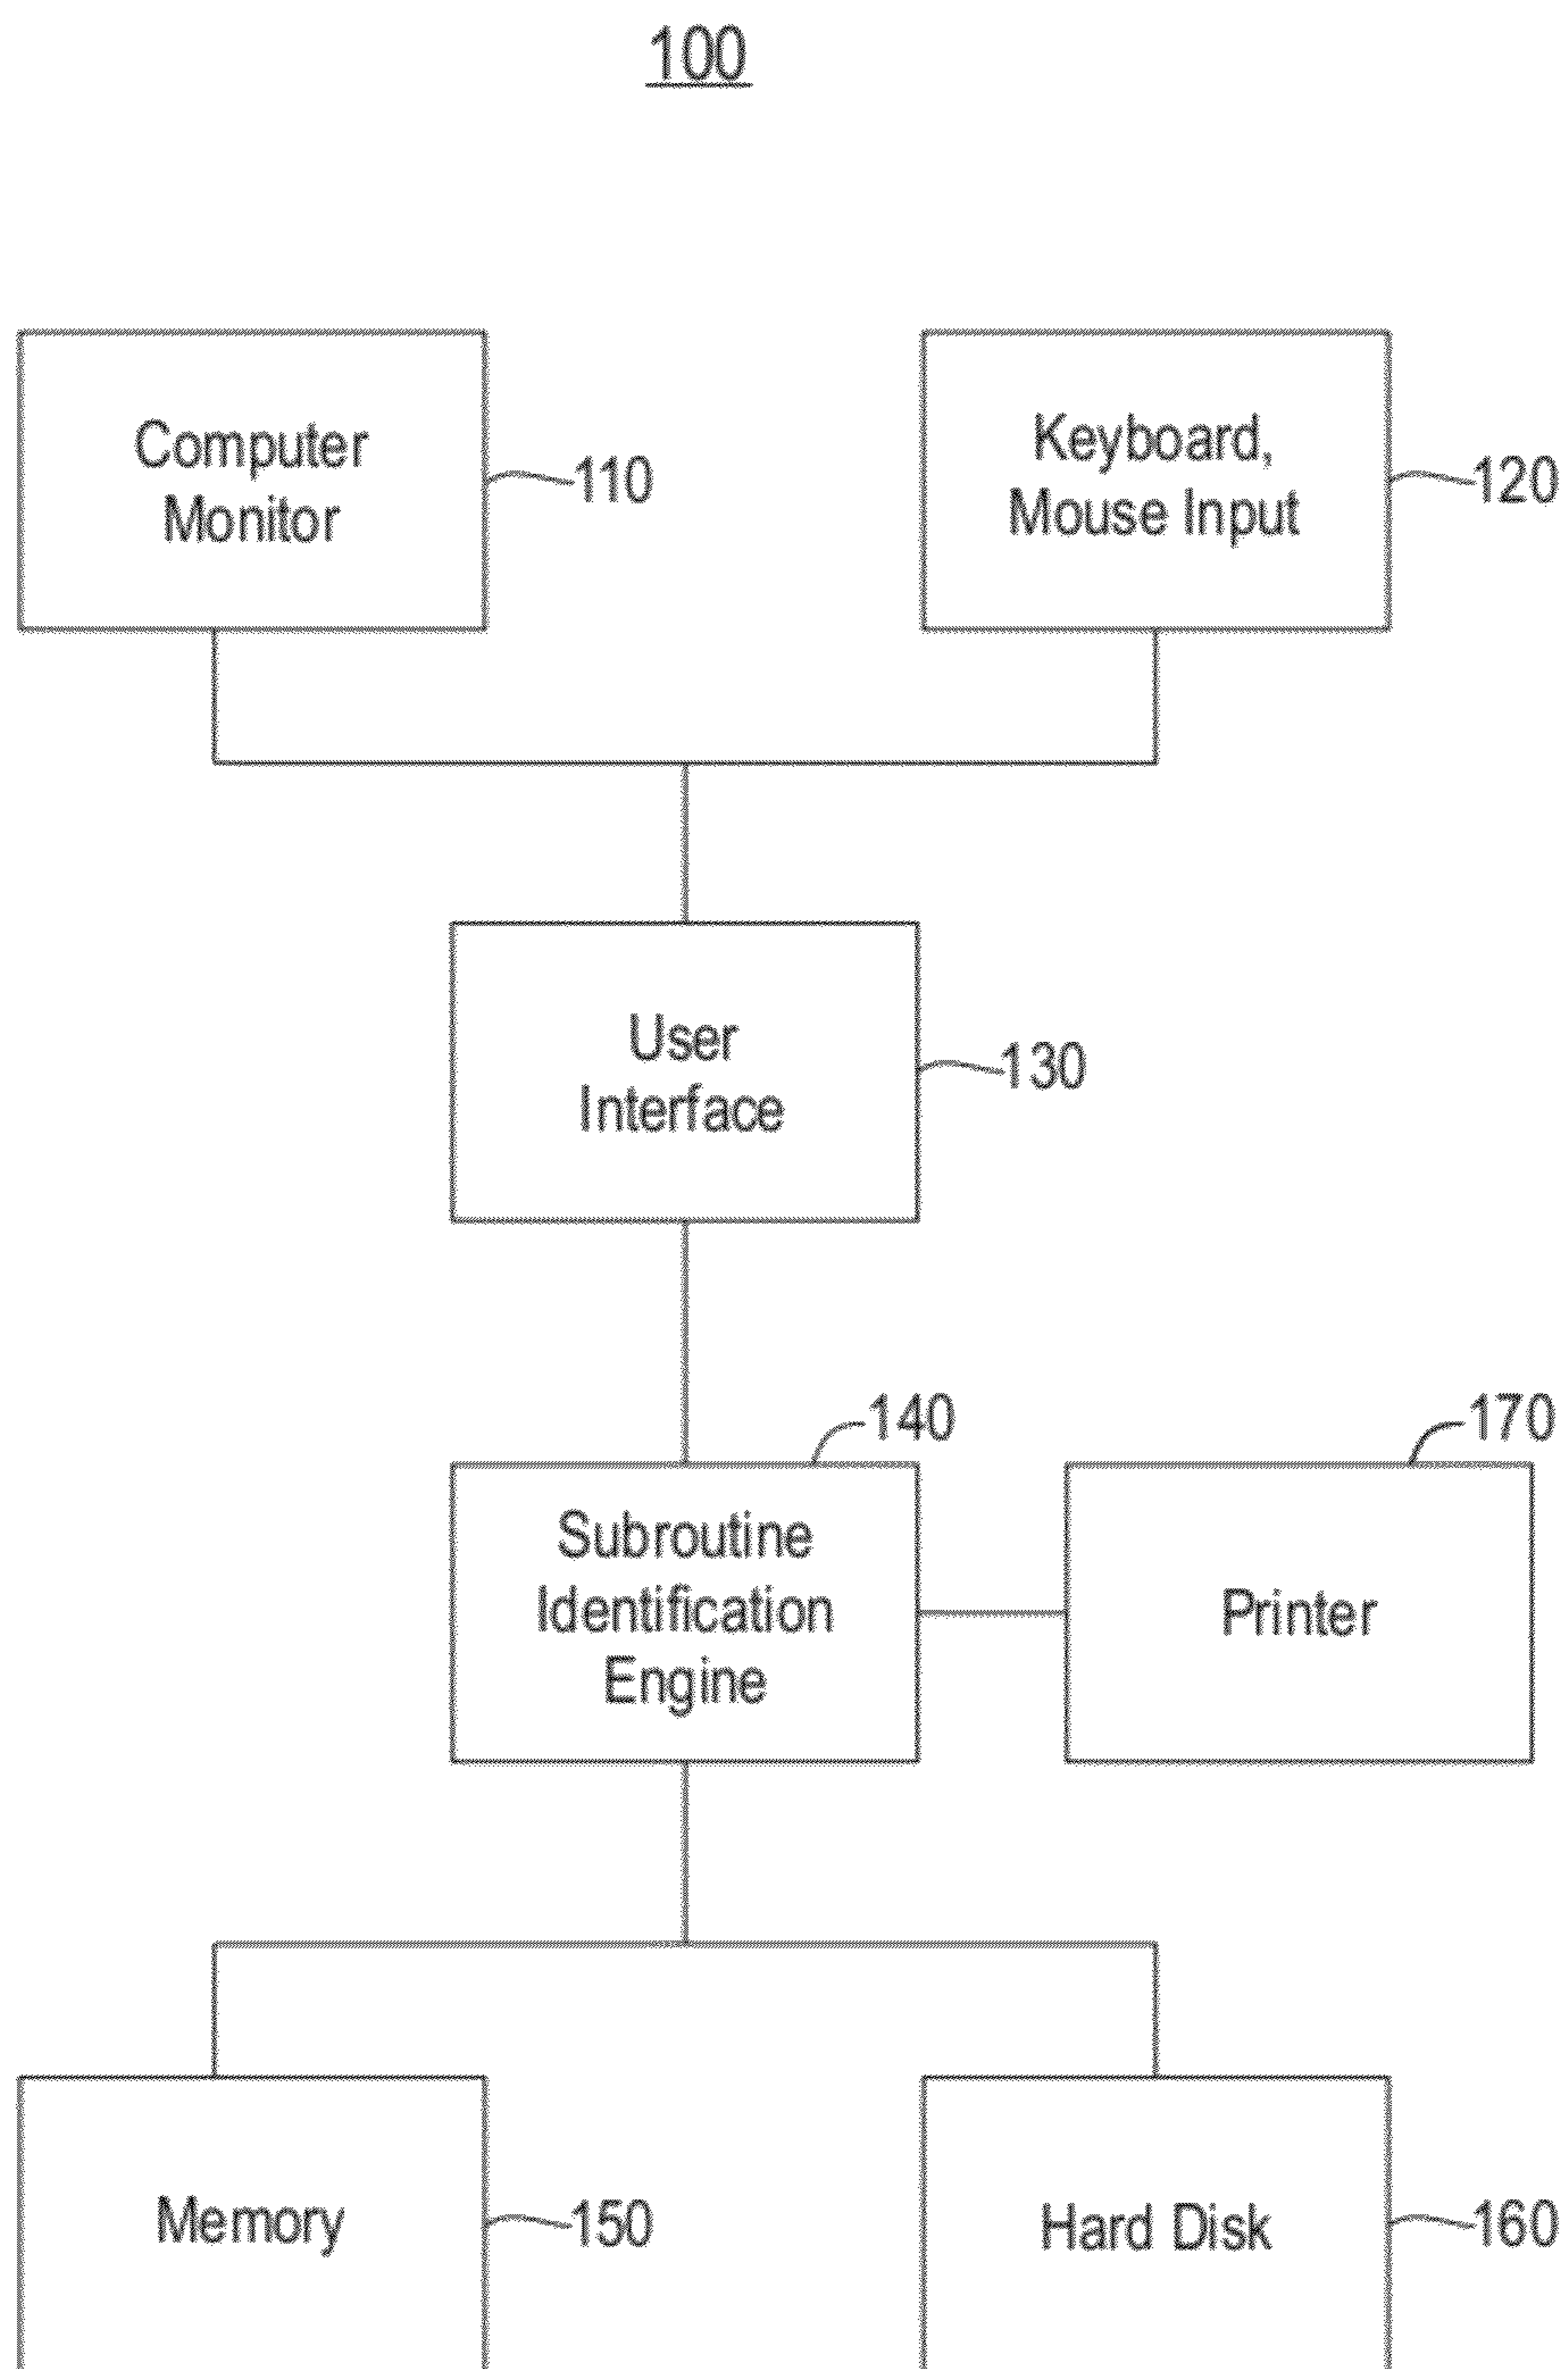 100
Computer
Monitor
110
Keyboard,
Mouse Input
120
User
Interface
130
140
170
Subroutine
Identification
Engine
Printer
Memory
150
Hard Disk
160